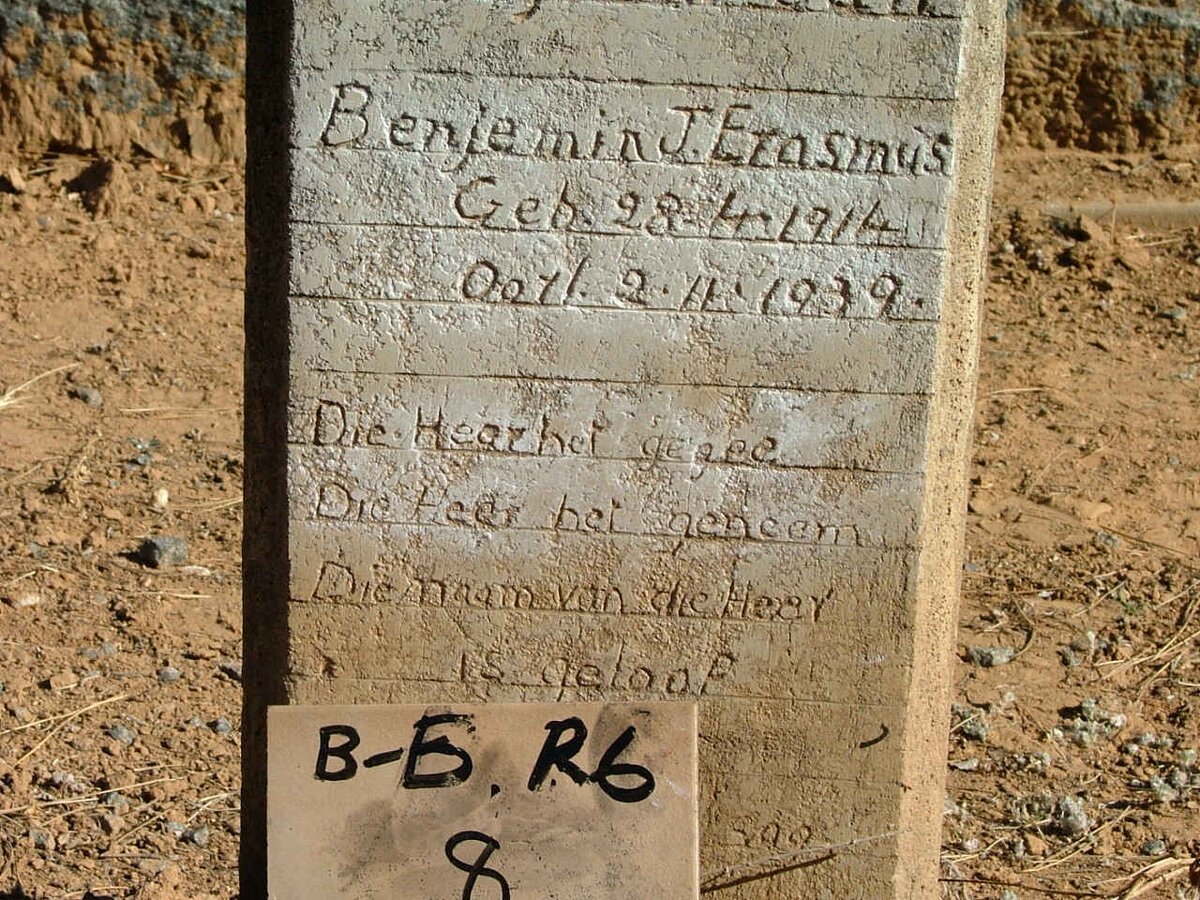 Benjemin J. Erasmus
Geb. 28.4.1914
Oorl. 2.11.1939.
Die Hear het gegee
Die Heer het geneem
Die naam van die Heer
is geloof
B-E. R6
8